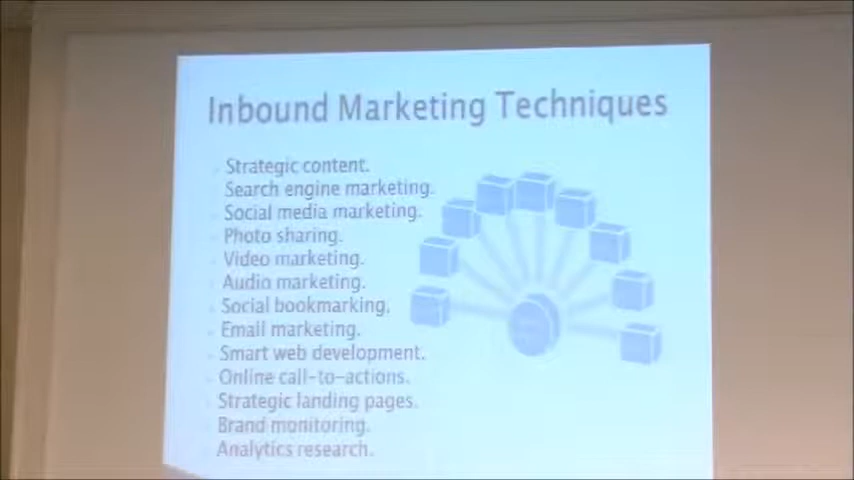 Inbound Marketing Techniques
Strategic content.
Search engine marketing.
Social media marketing.
Photo sharing.
Video marketing.
Audio marketing.
Social bookmarking.
Email marketing.
Smart web development.
Online call-to-actions.
Strategic landing pages.
Brand monitoring.
Analytics research.